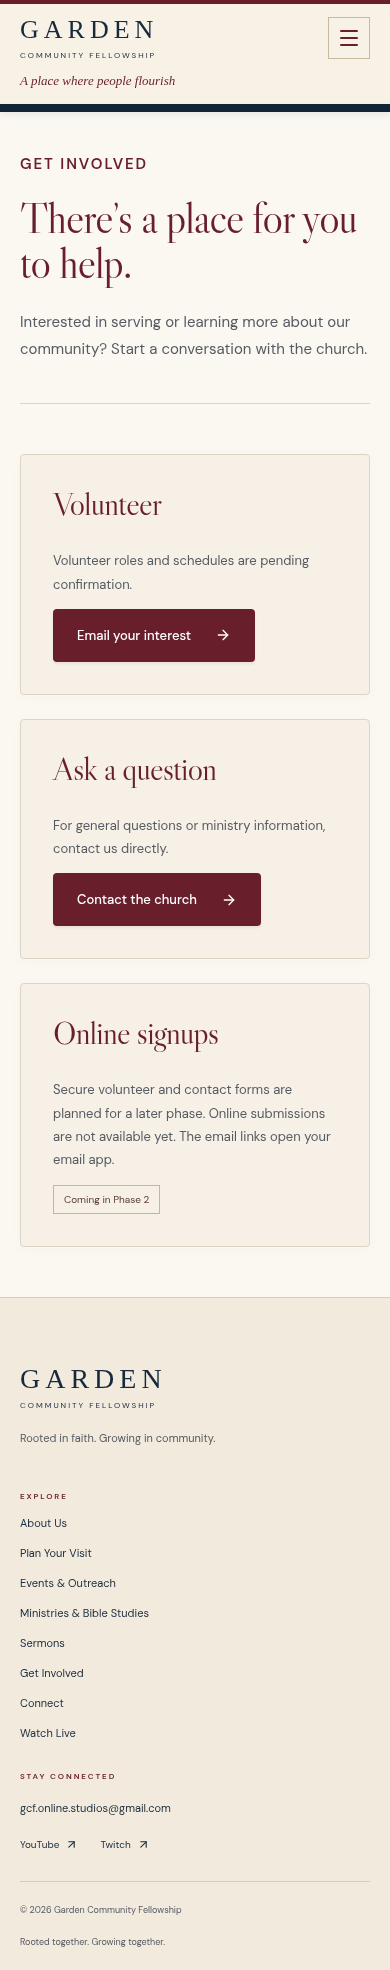 GARDEN
COMMUNITY FELLOWSHIP
A place where people flourish
GET INVOLVED
There’s a place for you
to help.
Interested in serving or learning more about our
community? Start a conversation with the church.
Volunteer
Volunteer roles and schedules are pending
confirmation.
Email your interest →
Ask a question
For general questions or ministry information,
contact us directly.
Contact the church →
Online signups
Secure volunteer and contact forms are
planned for a later phase. Online submissions
are not available yet. The email links open your
email app.
Coming in Phase 2
GARDEN
COMMUNITY FELLOWSHIP
Rooted in faith. Growing in community.
EXPLORE
About Us
Plan Your Visit
Events & Outreach
Ministries & Bible Studies
Sermons
Get Involved
Connect
Watch Live
STAY CONNECTED
gcf.online.studios@gmail.com
YouTube ↗ Twitch ↗
© 2026 Garden Community Fellowship
Rooted together. Growing together.